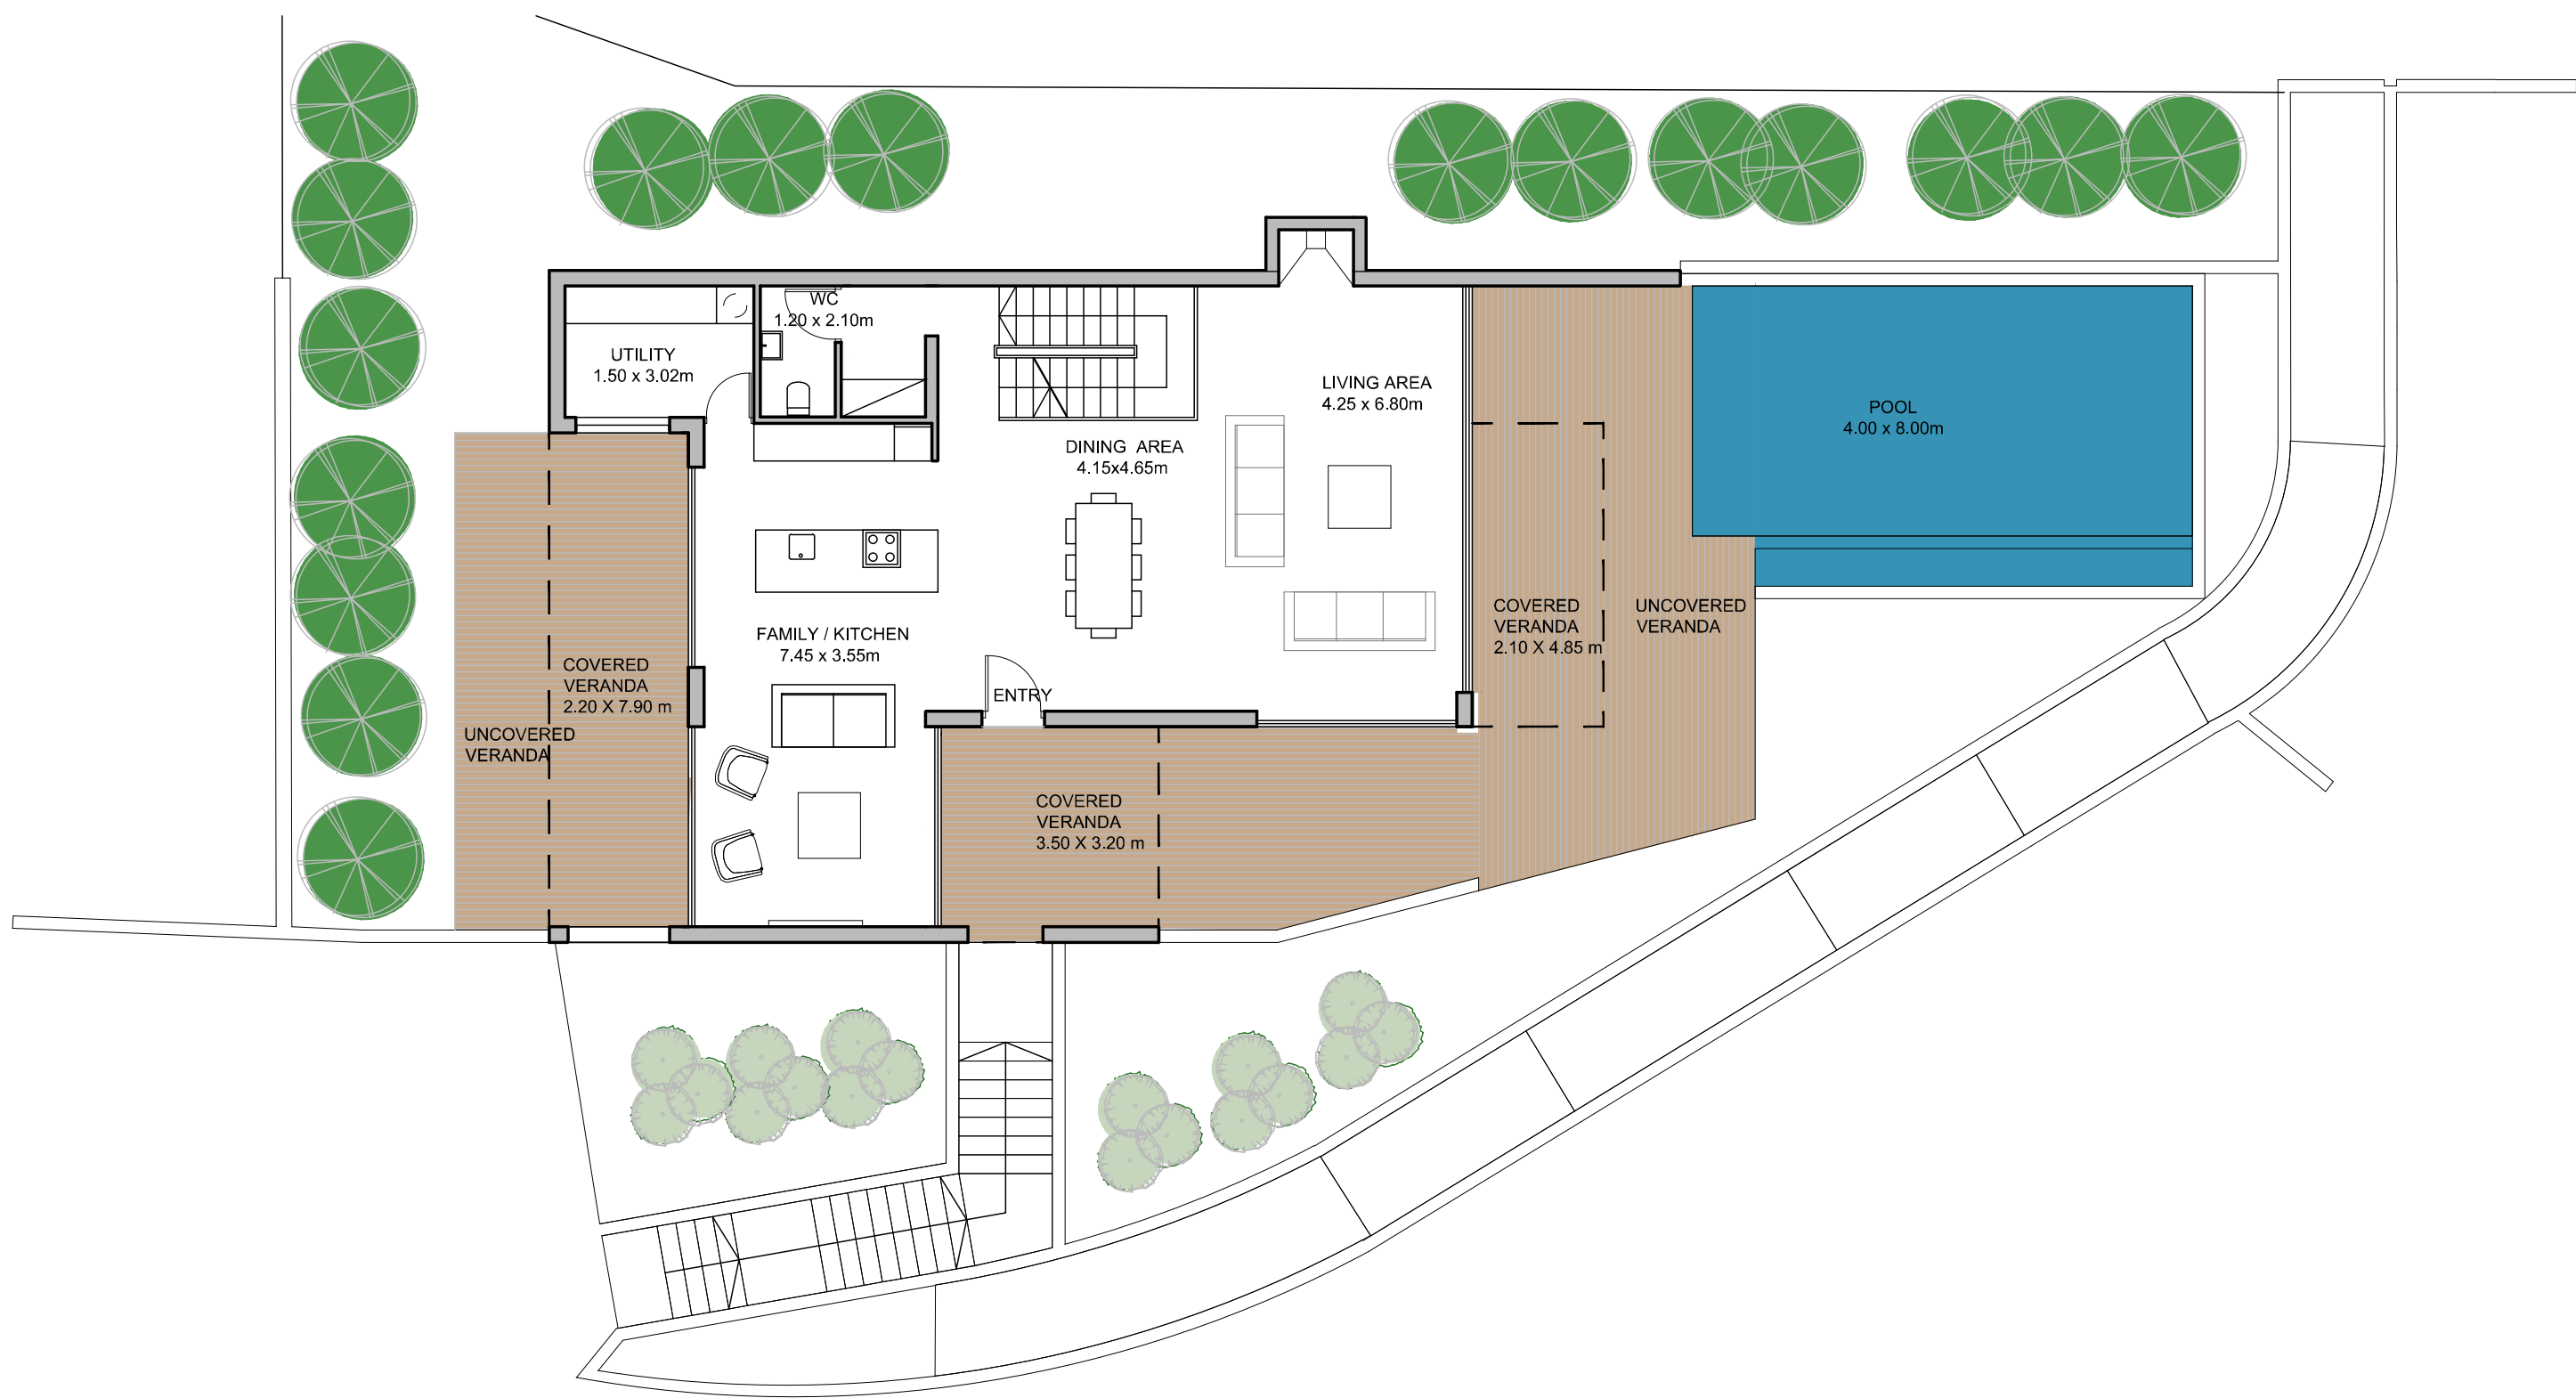 WC
1.20 x 2.10m
UTILITY
1.50 x 3.02m
LIVING AREA
4.25 x 6.80m
POOL
4.00 x 8.00m
DINING AREA
4.15x4.65m
FAMILY / KITCHEN
7.45 x 3.55m
COVERED
VERANDA
2.10 X 4.85 m
UNCOVERED
VERANDA
COVERED
VERANDA
2.20 X 7.90 m
ENTRY
UNCOVERED
VERANDA
COVERED
VERANDA
3.50 X 3.20 m